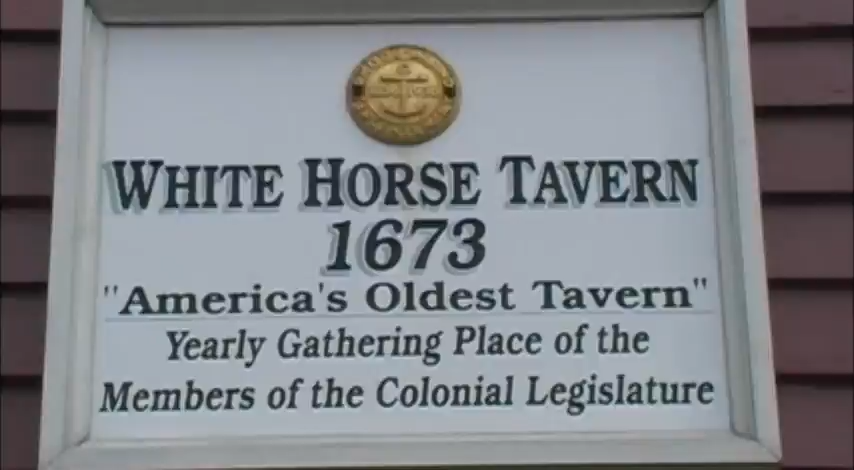 WHITE HORSE TAVERN
1673
"America's Oldest Tavern"
Yearly Gathering Place of the
Members of the Colonial Legislature